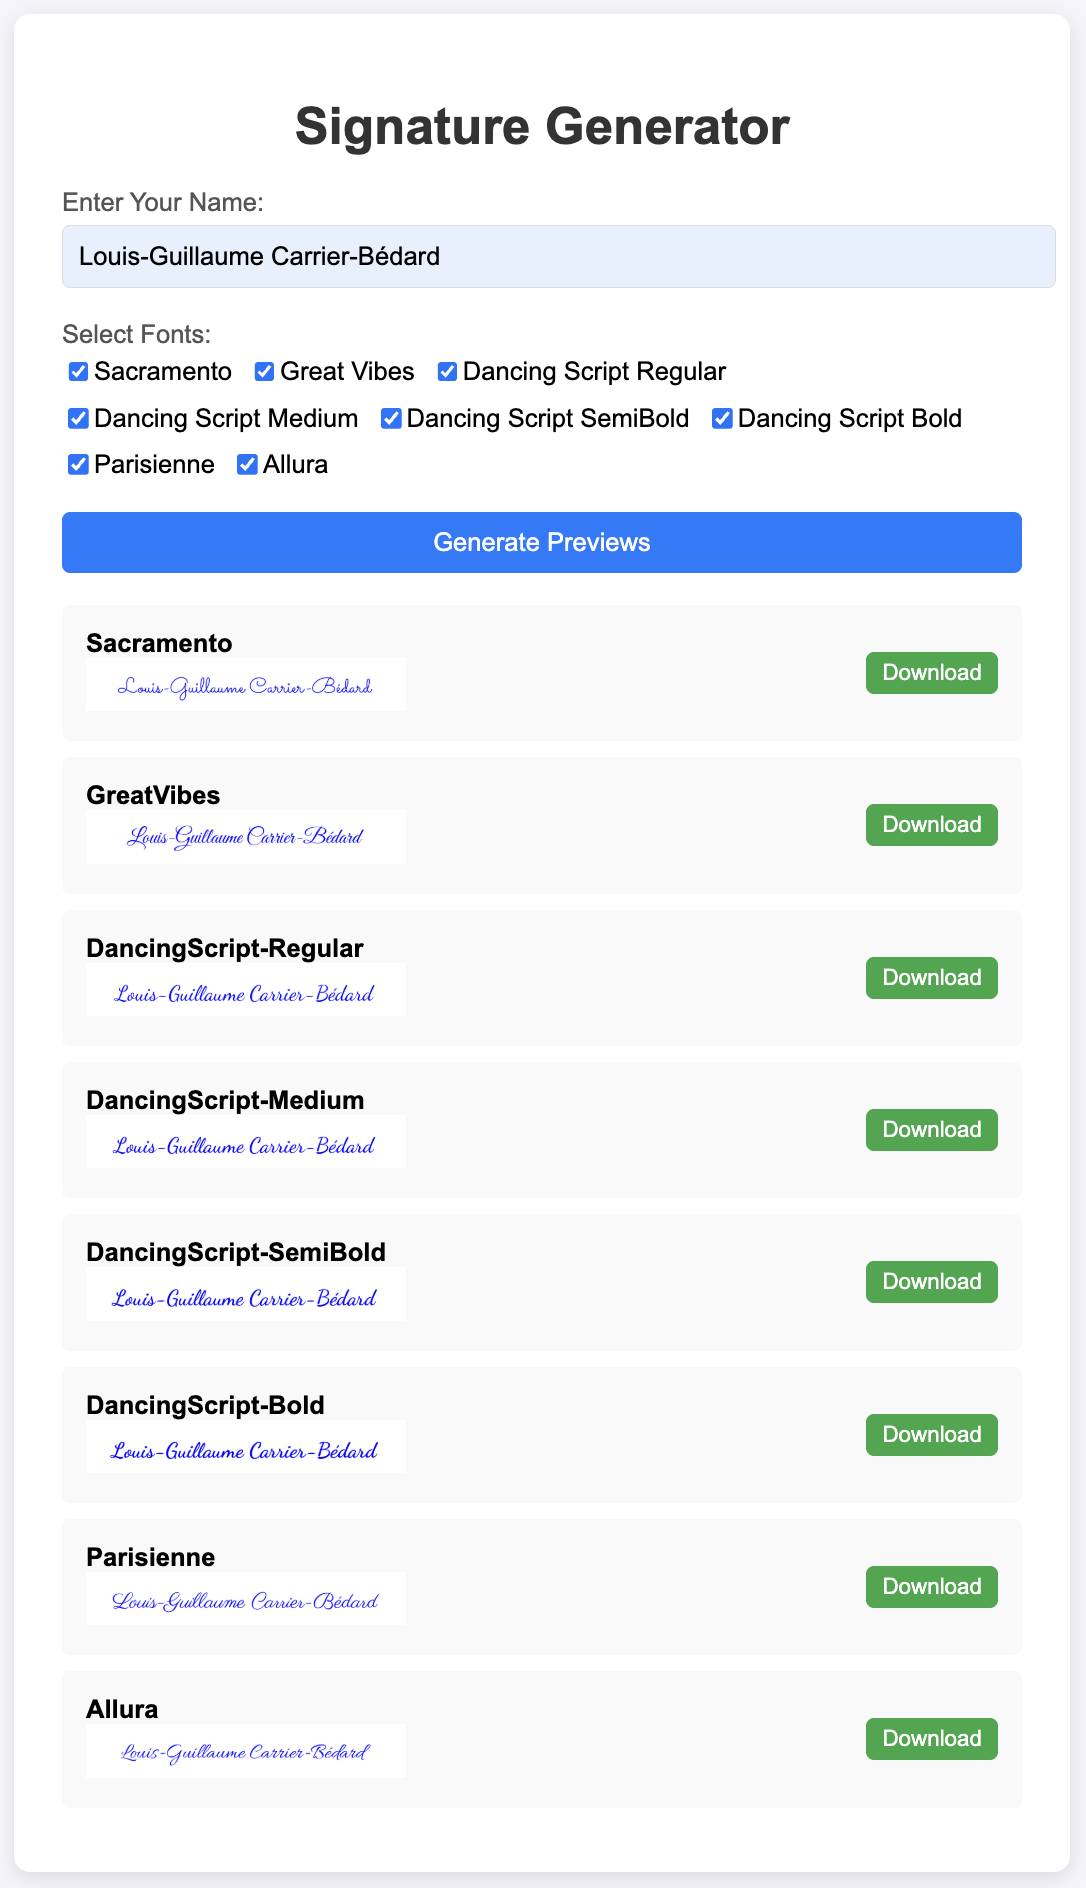 Signature Generator
Enter Your Name:
Louis-Guillaume Carrier-Bédard
Select Fonts:
Sacramento Great Vibes Dancing Script Regular
Dancing Script Medium Dancing Script SemiBold Dancing Script Bold
Parisienne Allura
Generate Previews
Sacramento
Louis-Guillaume Carrier-Bédard
Download
GreatVibes
Louis-Guillaume Carrier-Bédard
Download
DancingScript-Regular
Louis-Guillaume Carrier-Bédard
Download
DancingScript-Medium
Louis-Guillaume Carrier-Bédard
Download
DancingScript-SemiBold
Louis-Guillaume Carrier-Bédard
Download
DancingScript-Bold
Louis-Guillaume Carrier-Bédard
Download
Parisienne
Louis-Guillaume Carrier-Bédard
Download
Allura
Louis-Guillaume Carrier-Bédard
Download